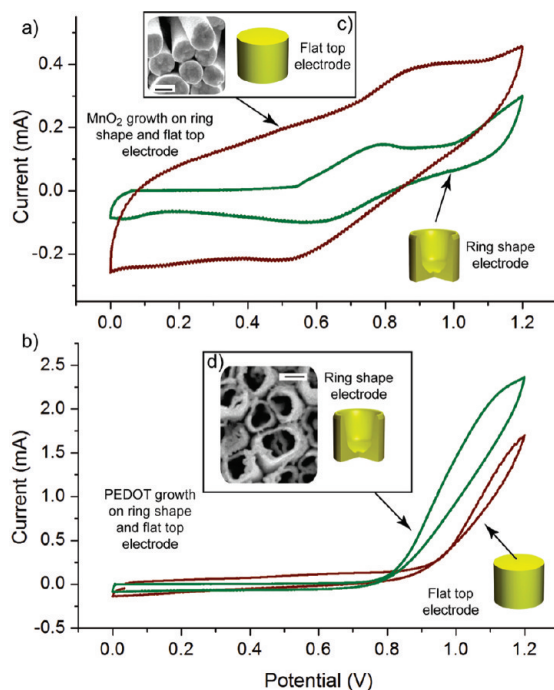 a)
c)
Flat top
electrode
MnO₂ growth on ring
shape and flat top
electrode
Ring shape
electrode
Current (mA)
0.4
0.2
0.0
-0.2
0.0 0.2 0.4 0.6 0.8 1.0 1.2
b)
d)
Ring shape
electrode
PEDOT growth
on ring shape
and flat top
electrode
Flat top
electrode
Current (mA)
2.5
2.0
1.5
1.0
0.5
0.0
-0.5
0.0 0.2 0.4 0.6 0.8 1.0 1.2
Potential (V)